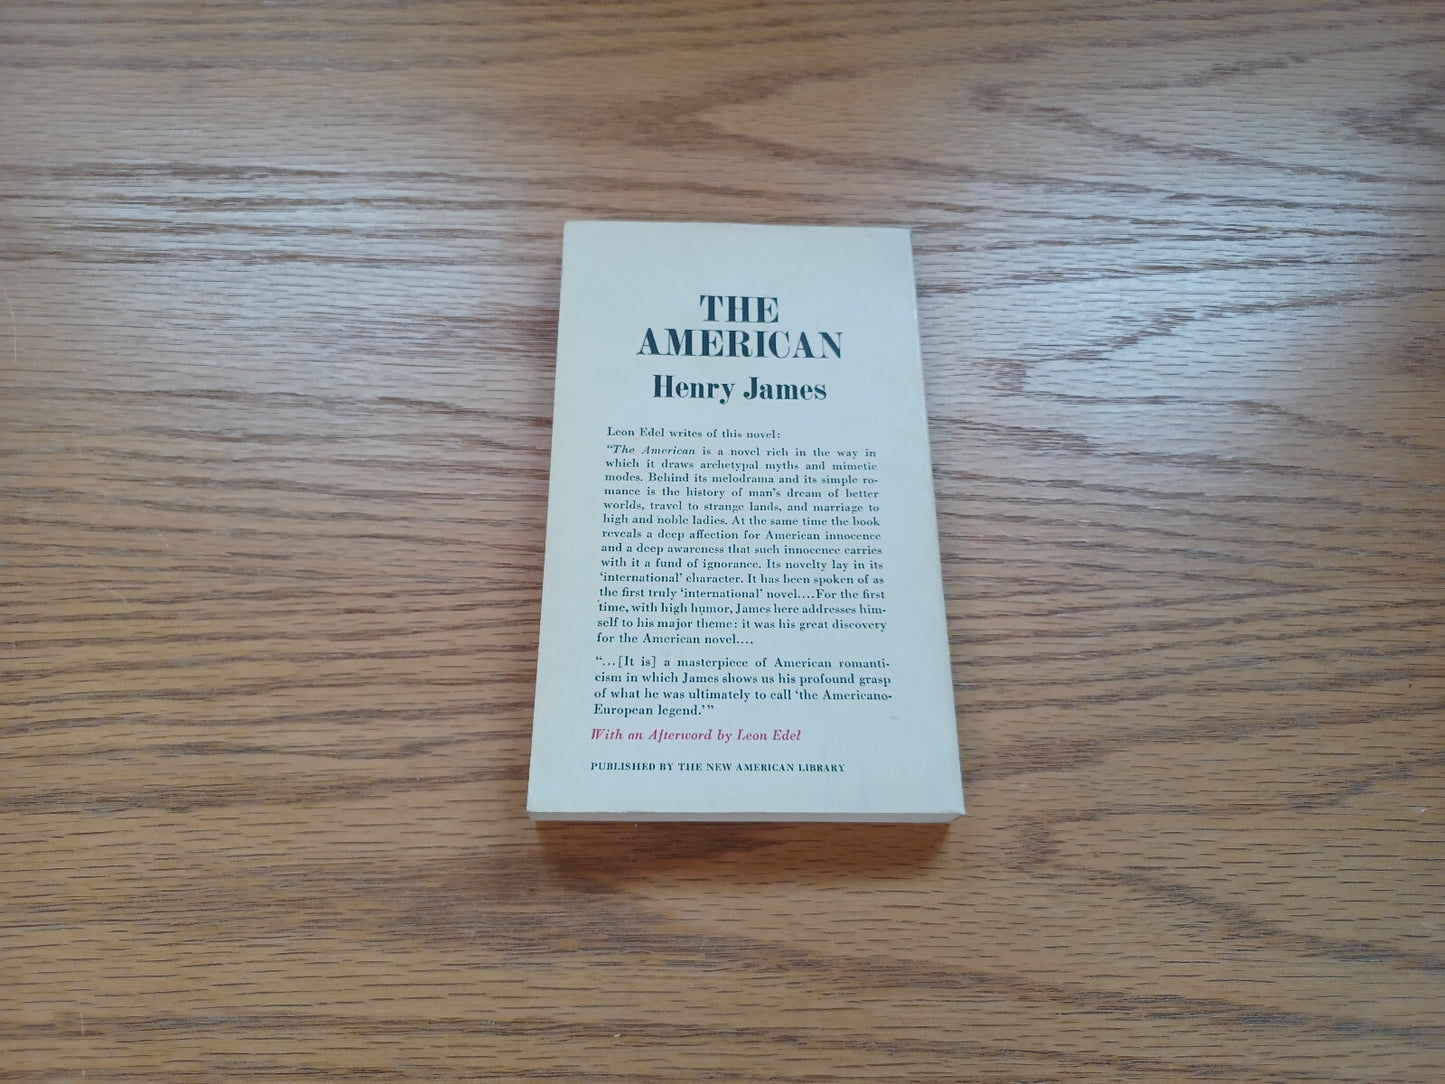 THE
AMERICAN
Henry James
Leon Edel writes of this novel:
“The American is a novel rich in the way in
which it draws archetypal myths and mimetic
modes. Behind its melodrama and its simple ro-
mance is the history of man’s dream of better
worlds, travel to strange lands, and marriage to
high and noble ladies. At the same time the book
reveals a deep affection for American innocence
and a deep awareness that such innocence carries
with it a fund of ignorance. Its novelty lay in its
‘international’ character. It has been spoken of as
the first truly ‘international’ novel....For the first
time, with high humor, James here addresses him-
self to his major theme: it was his great discovery
for the American novel....
“...[It is] a masterpiece of American romanti-
cism in which James shows us his profound grasp
of what he was ultimately to call ‘the Americano-
European legend.’”
With an Afterword by Leon Edel
PUBLISHED BY THE NEW AMERICAN LIBRARY